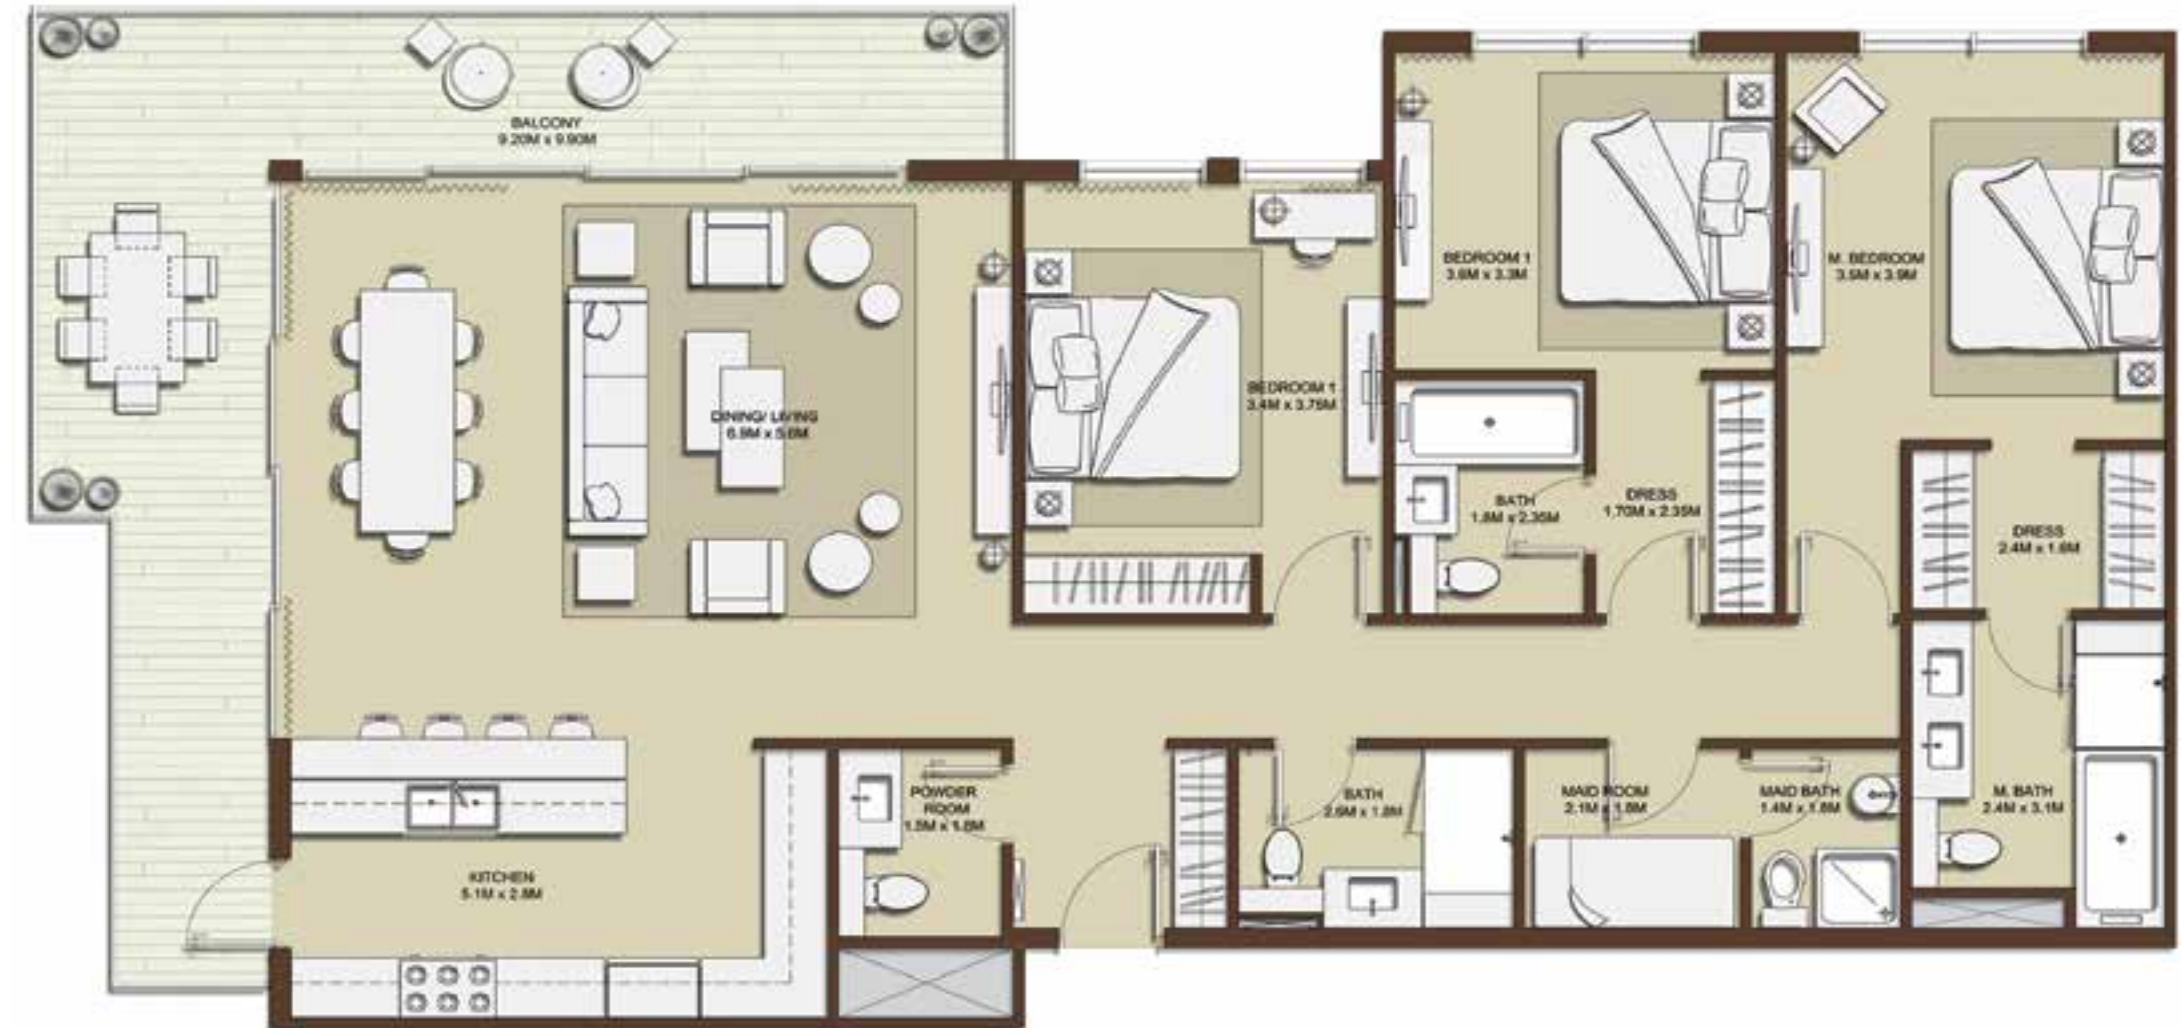 BALCONY
9.20M x 9.90M
BEDROOM 1
3.6M x 3.3M
M. BEDROOM
3.5M x 3.9M
BEDROOM 1
3.4M x 3.75M
DINING/ LIVING
6.9M x 5.6M
BATH
1.8M x 2.35M
DRESS
1.70M x 2.35M
DRESS
2.4M x 1.8M
POWDER
ROOM
1.5M x 1.8M
BATH
2.6M x 1.8M
MAID ROOM
2.1M x 1.8M
MAID BATH
1.4M x 1.8M
M. BATH
2.4M x 3.1M
KITCHEN
5.1M x 2.8M